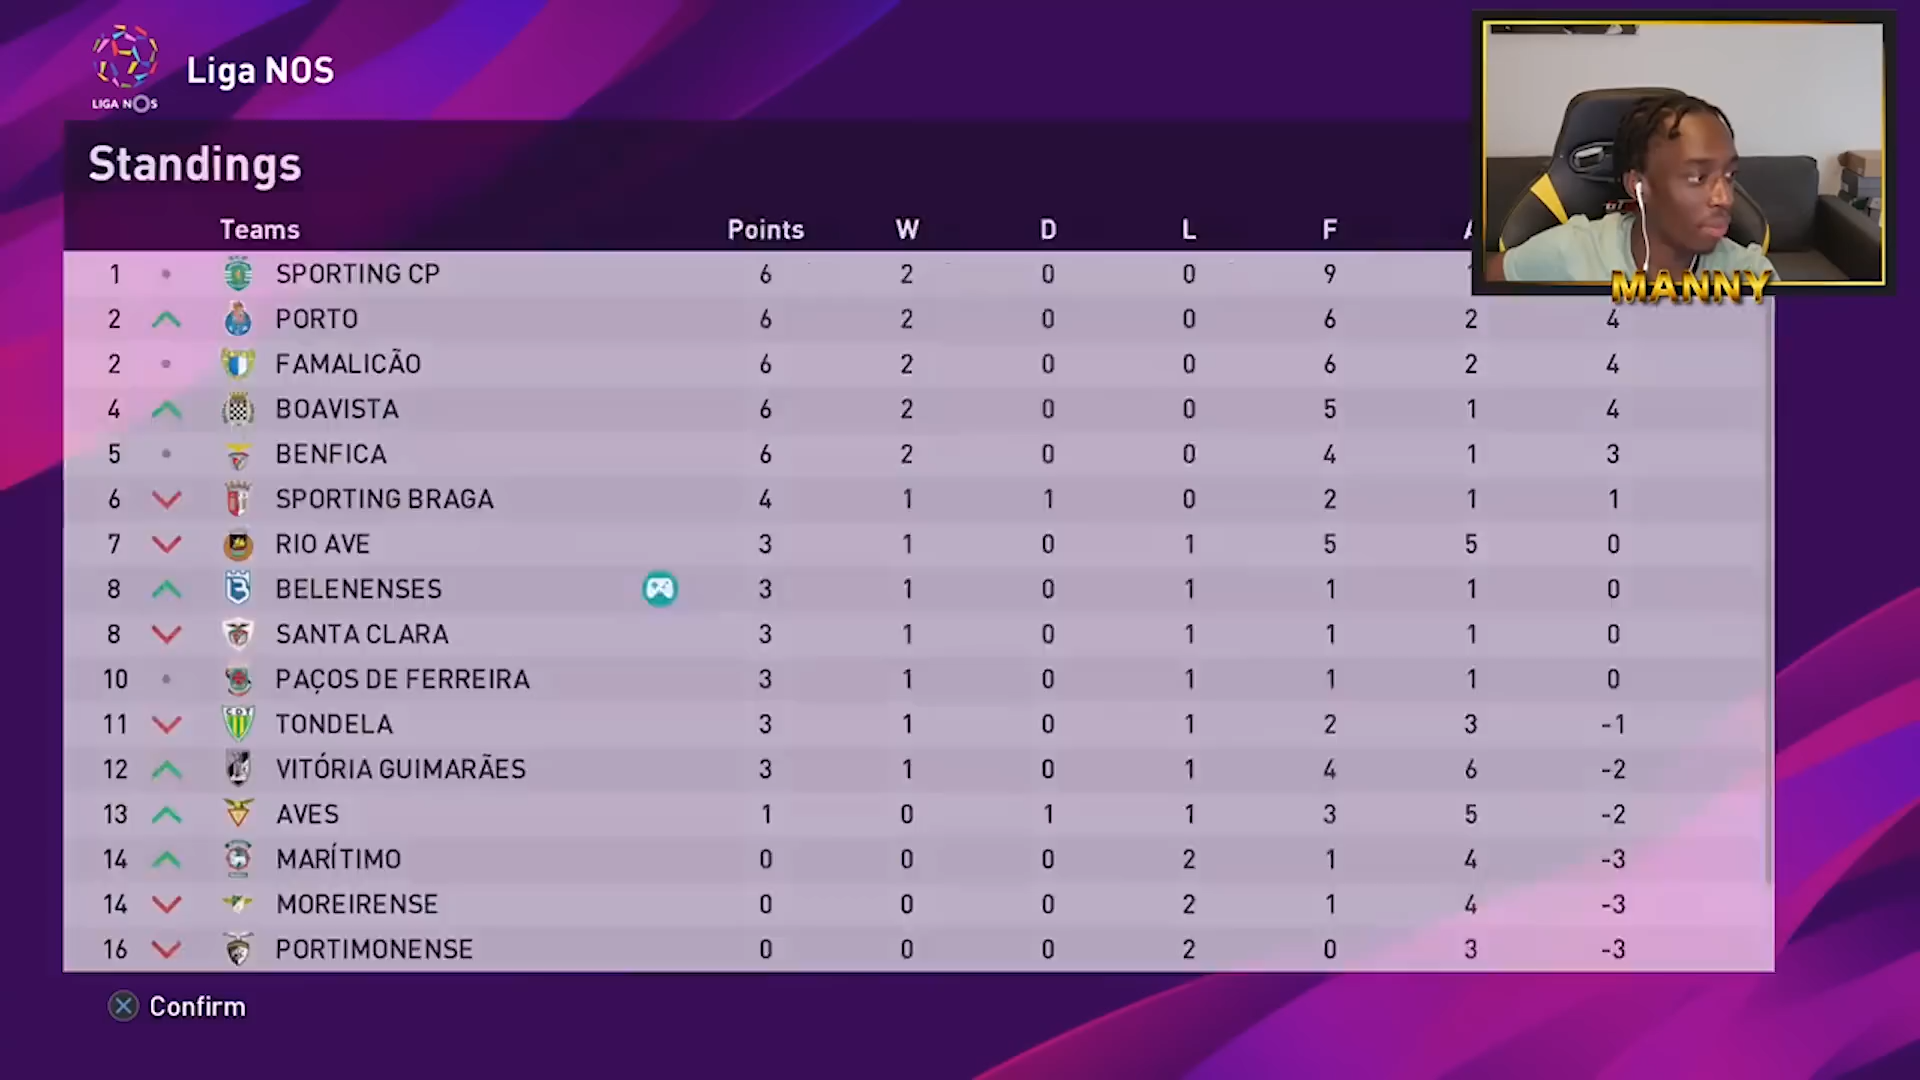 LIGA NOS
Liga NOS
Standings
Teams Points W D L F
1 SPORTING CP 6 2 0 0 9
MANNY
2 PORTO 6 2 0 0 6 2 4
2 FAMALICÃO 6 2 0 0 6 2 4
4 BOAVISTA 6 2 0 0 5 1 4
5 BENFICA 6 2 0 0 4 1 3
6 SPORTING BRAGA 4 1 1 0 2 1 1
7 RIO AVE 3 1 0 1 5 5 0
8 BELENENSES 3 1 0 1 1 1 0
8 SANTA CLARA 3 1 0 1 1 1 0
10 PAÇOS DE FERREIRA 3 1 0 1 1 1 0
11 TONDELA 3 1 0 1 2 3 -1
12 VITÓRIA GUIMARÃES 3 1 0 1 4 6 -2
13 AVES 1 0 1 1 3 5 -2
14 MARÍTIMO 0 0 0 2 1 4 -3
14 MOREIRENSE 0 0 0 2 1 4 -3
16 PORTIMONENSE 0 0 0 2 0 3 -3
Confirm